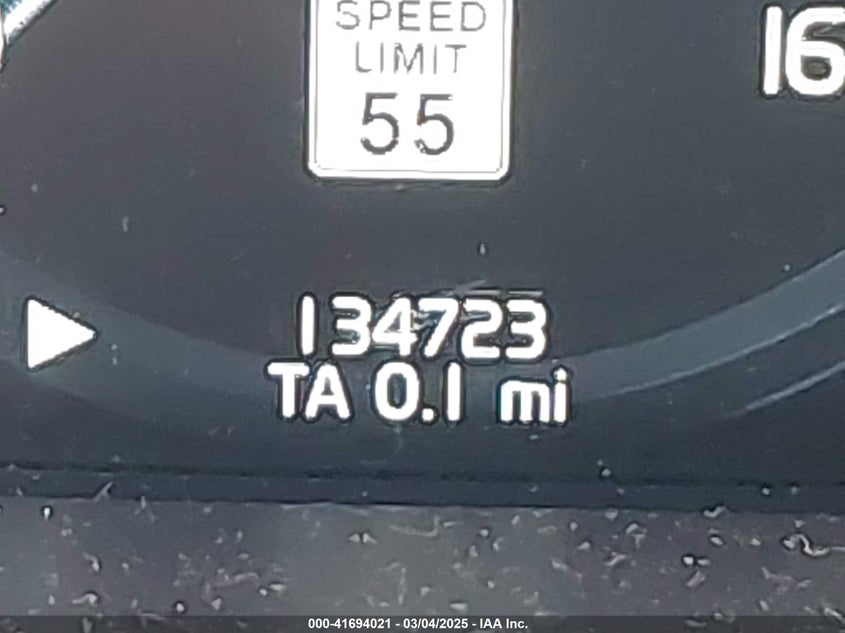 SPEED
LIMIT
55
16
134723
TA 0.1 mi
000-41694021 - 03/04/2025 - IAA Inc.